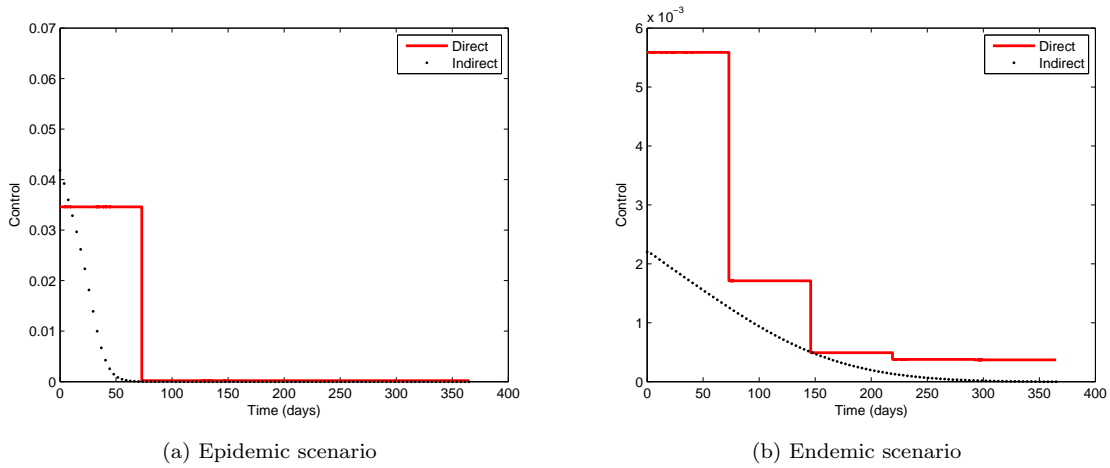 0.07
0.06
0.05
0.04
0.03
0.02
0.01
0
0 50 100 150 200 250 300 350 400
Control
Time (days)
Direct
Indirect
(a) Epidemic scenario
x 10⁻³
6
5
4
3
2
1
0
0 50 100 150 200 250 300 350 400
Control
Time (days)
Direct
Indirect
(b) Endemic scenario